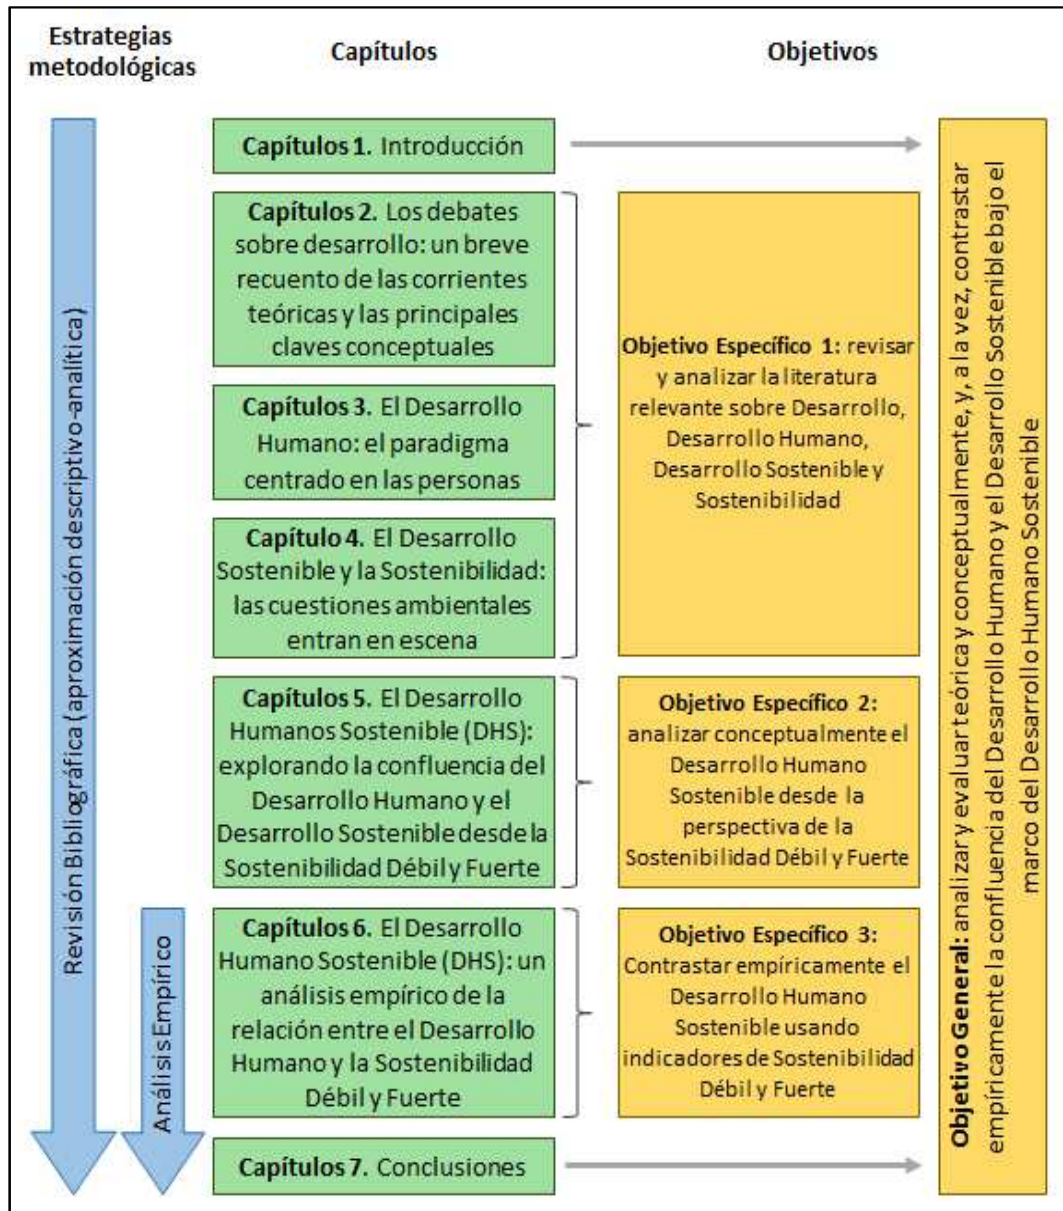 Estrategias
metodológicas
Capítulos
Objetivos
Revisión Bibliográfica (aproximación descriptivo-analítica)
Análisis Empírico
Capítulos 1. Introducción
Capítulos 2. Los debates
sobre desarrollo: un breve
recuento de las corrientes
teóricas y las principales
claves conceptuales
Capítulos 3. El Desarrollo
Humano: el paradigma
centrado en las personas
Capítulo 4. El Desarrollo
Sostenible y la Sostenibilidad:
las cuestiones ambientales
entran en escena
Capítulos 5. El Desarrollo
Humanos Sostenible (DHS):
explorando la confluencia del
Desarrollo Humano y el
Desarrollo Sostenible desde la
Sostenibilidad Débil y Fuerte
Capítulos 6. El Desarrollo
Humano Sostenible (DHS): un
análisis empírico de la
relación entre el Desarrollo
Humano y la Sostenibilidad
Débil y Fuerte
Capítulos 7. Conclusiones
Objetivo Específico 1: revisar
y analizar la literatura
relevante sobre Desarrollo,
Desarrollo Humano,
Desarrollo Sostenible y
Sostenibilidad
Objetivo Específico 2:
analizar conceptualmente el
Desarrollo Humano
Sostenible desde la
perspectiva de la
Sostenibilidad Débil y Fuerte
Objetivo Específico 3:
Contrastar empíricamente el
Desarrollo Humano
Sostenible usando
indicadores de Sostenibilidad
Débil y Fuerte
Objetivo General: analizar y evaluar teórica y conceptualmente, y, a la vez, contrastar
empíricamente la confluencia del Desarrollo Humano y el Desarrollo Sostenible bajo el
marco del Desarrollo Humano Sostenible